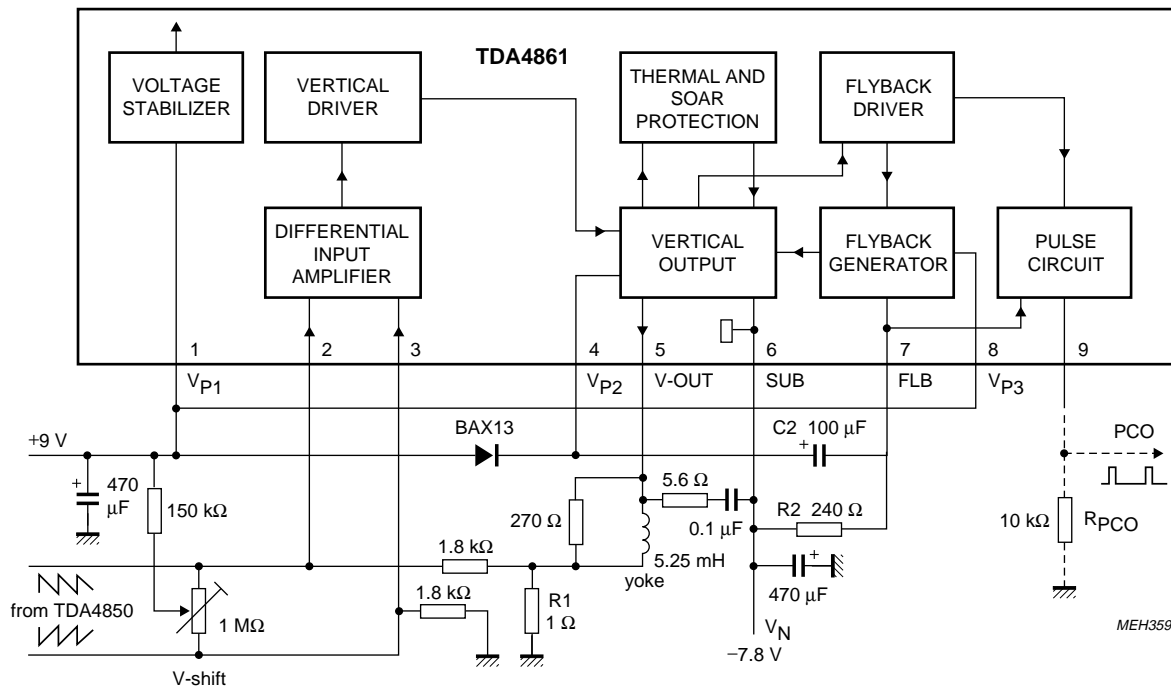 TDA4861
VOLTAGE
STABILIZER
VERTICAL
DRIVER
THERMAL AND
SOAR
PROTECTION
FLYBACK
DRIVER
DIFFERENTIAL
INPUT
AMPLIFIER
VERTICAL
OUTPUT
FLYBACK
GENERATOR
PULSE
CIRCUIT
1 2 3 4 5 6 7 8 9
VP1 VP2 V-OUT SUB FLB VP3
BAX13
C2 100 μF
+
PCO
+9 V
+
470
μF
150 kΩ
270 Ω
5.6 Ω
0.1 μF
R2 240 Ω
10 kΩ
RPCO
1.8 kΩ
5.25 mH
yoke
+
470 μF
from TDA4850
1 MΩ
1.8 kΩ
R1
1 Ω
VN
−7.8 V
MEH359
V-shift